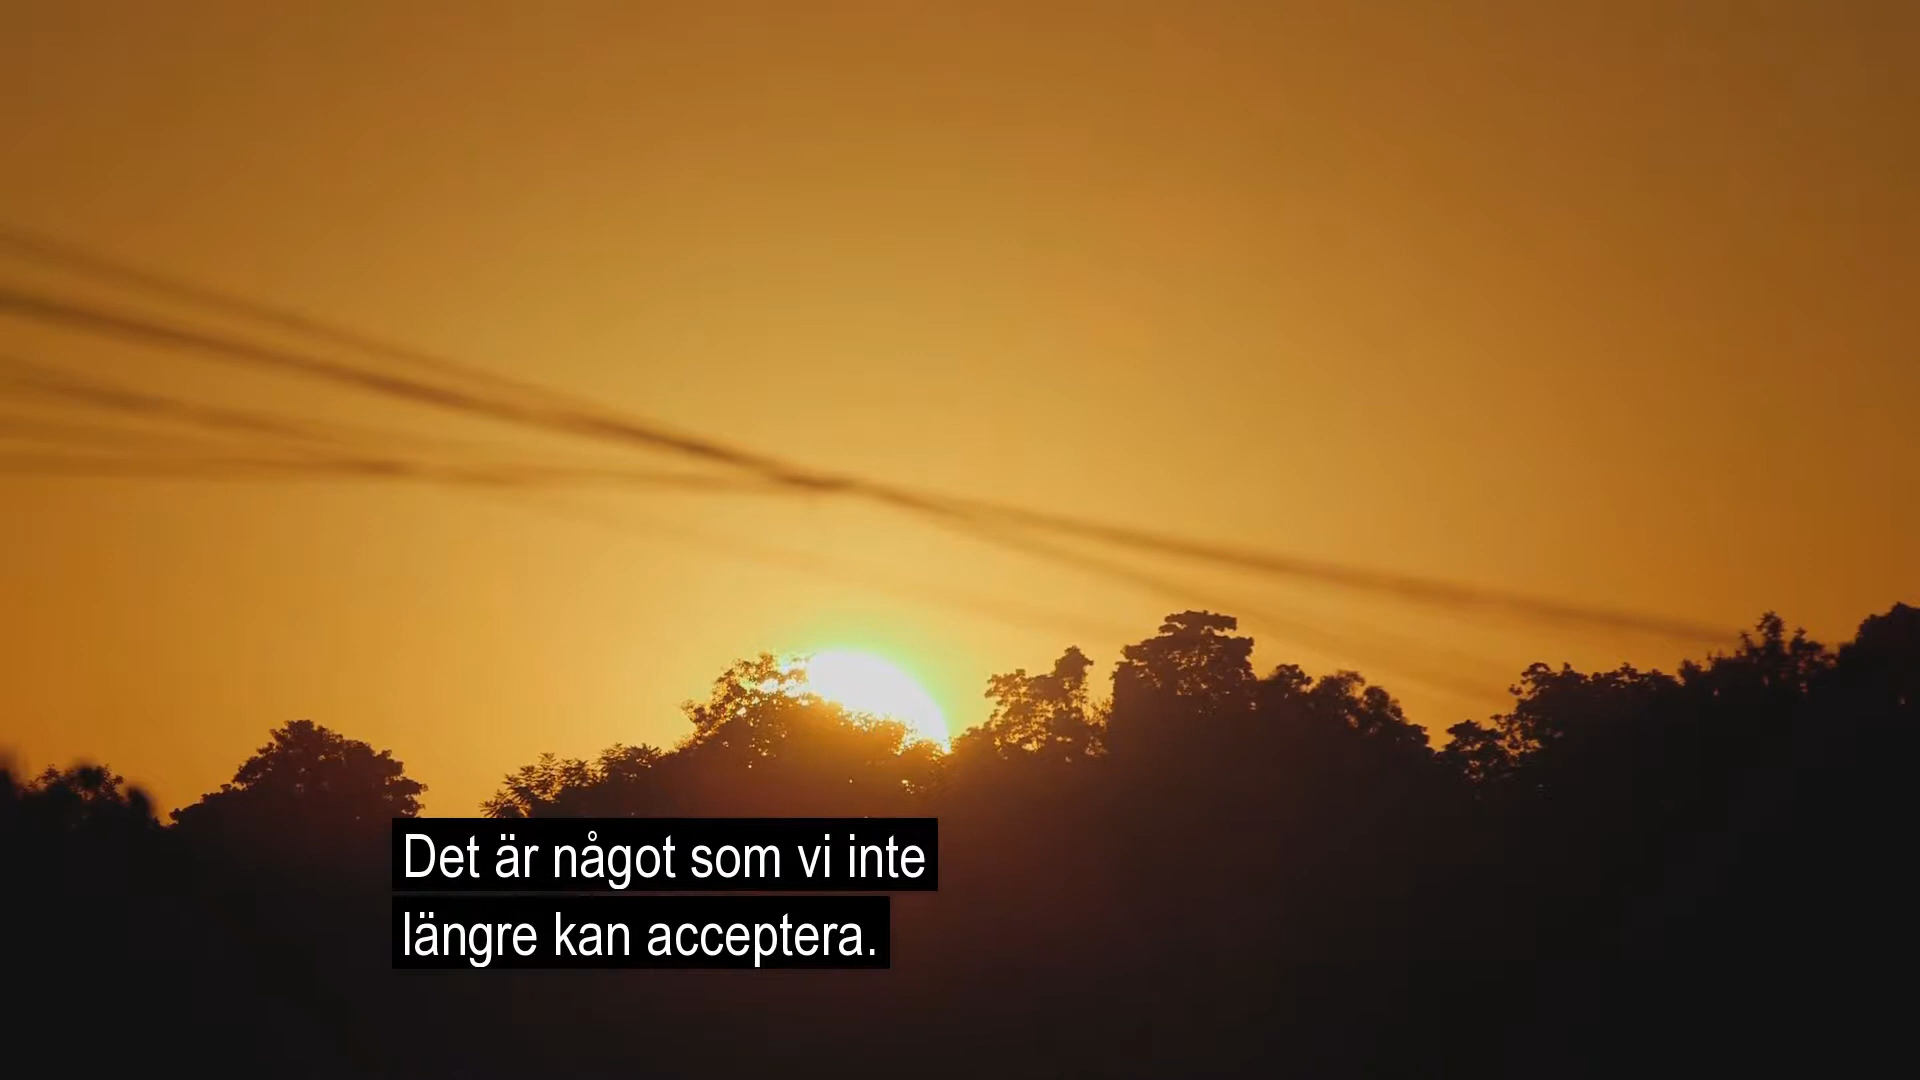 Det är något som vi inte
längre kan acceptera.